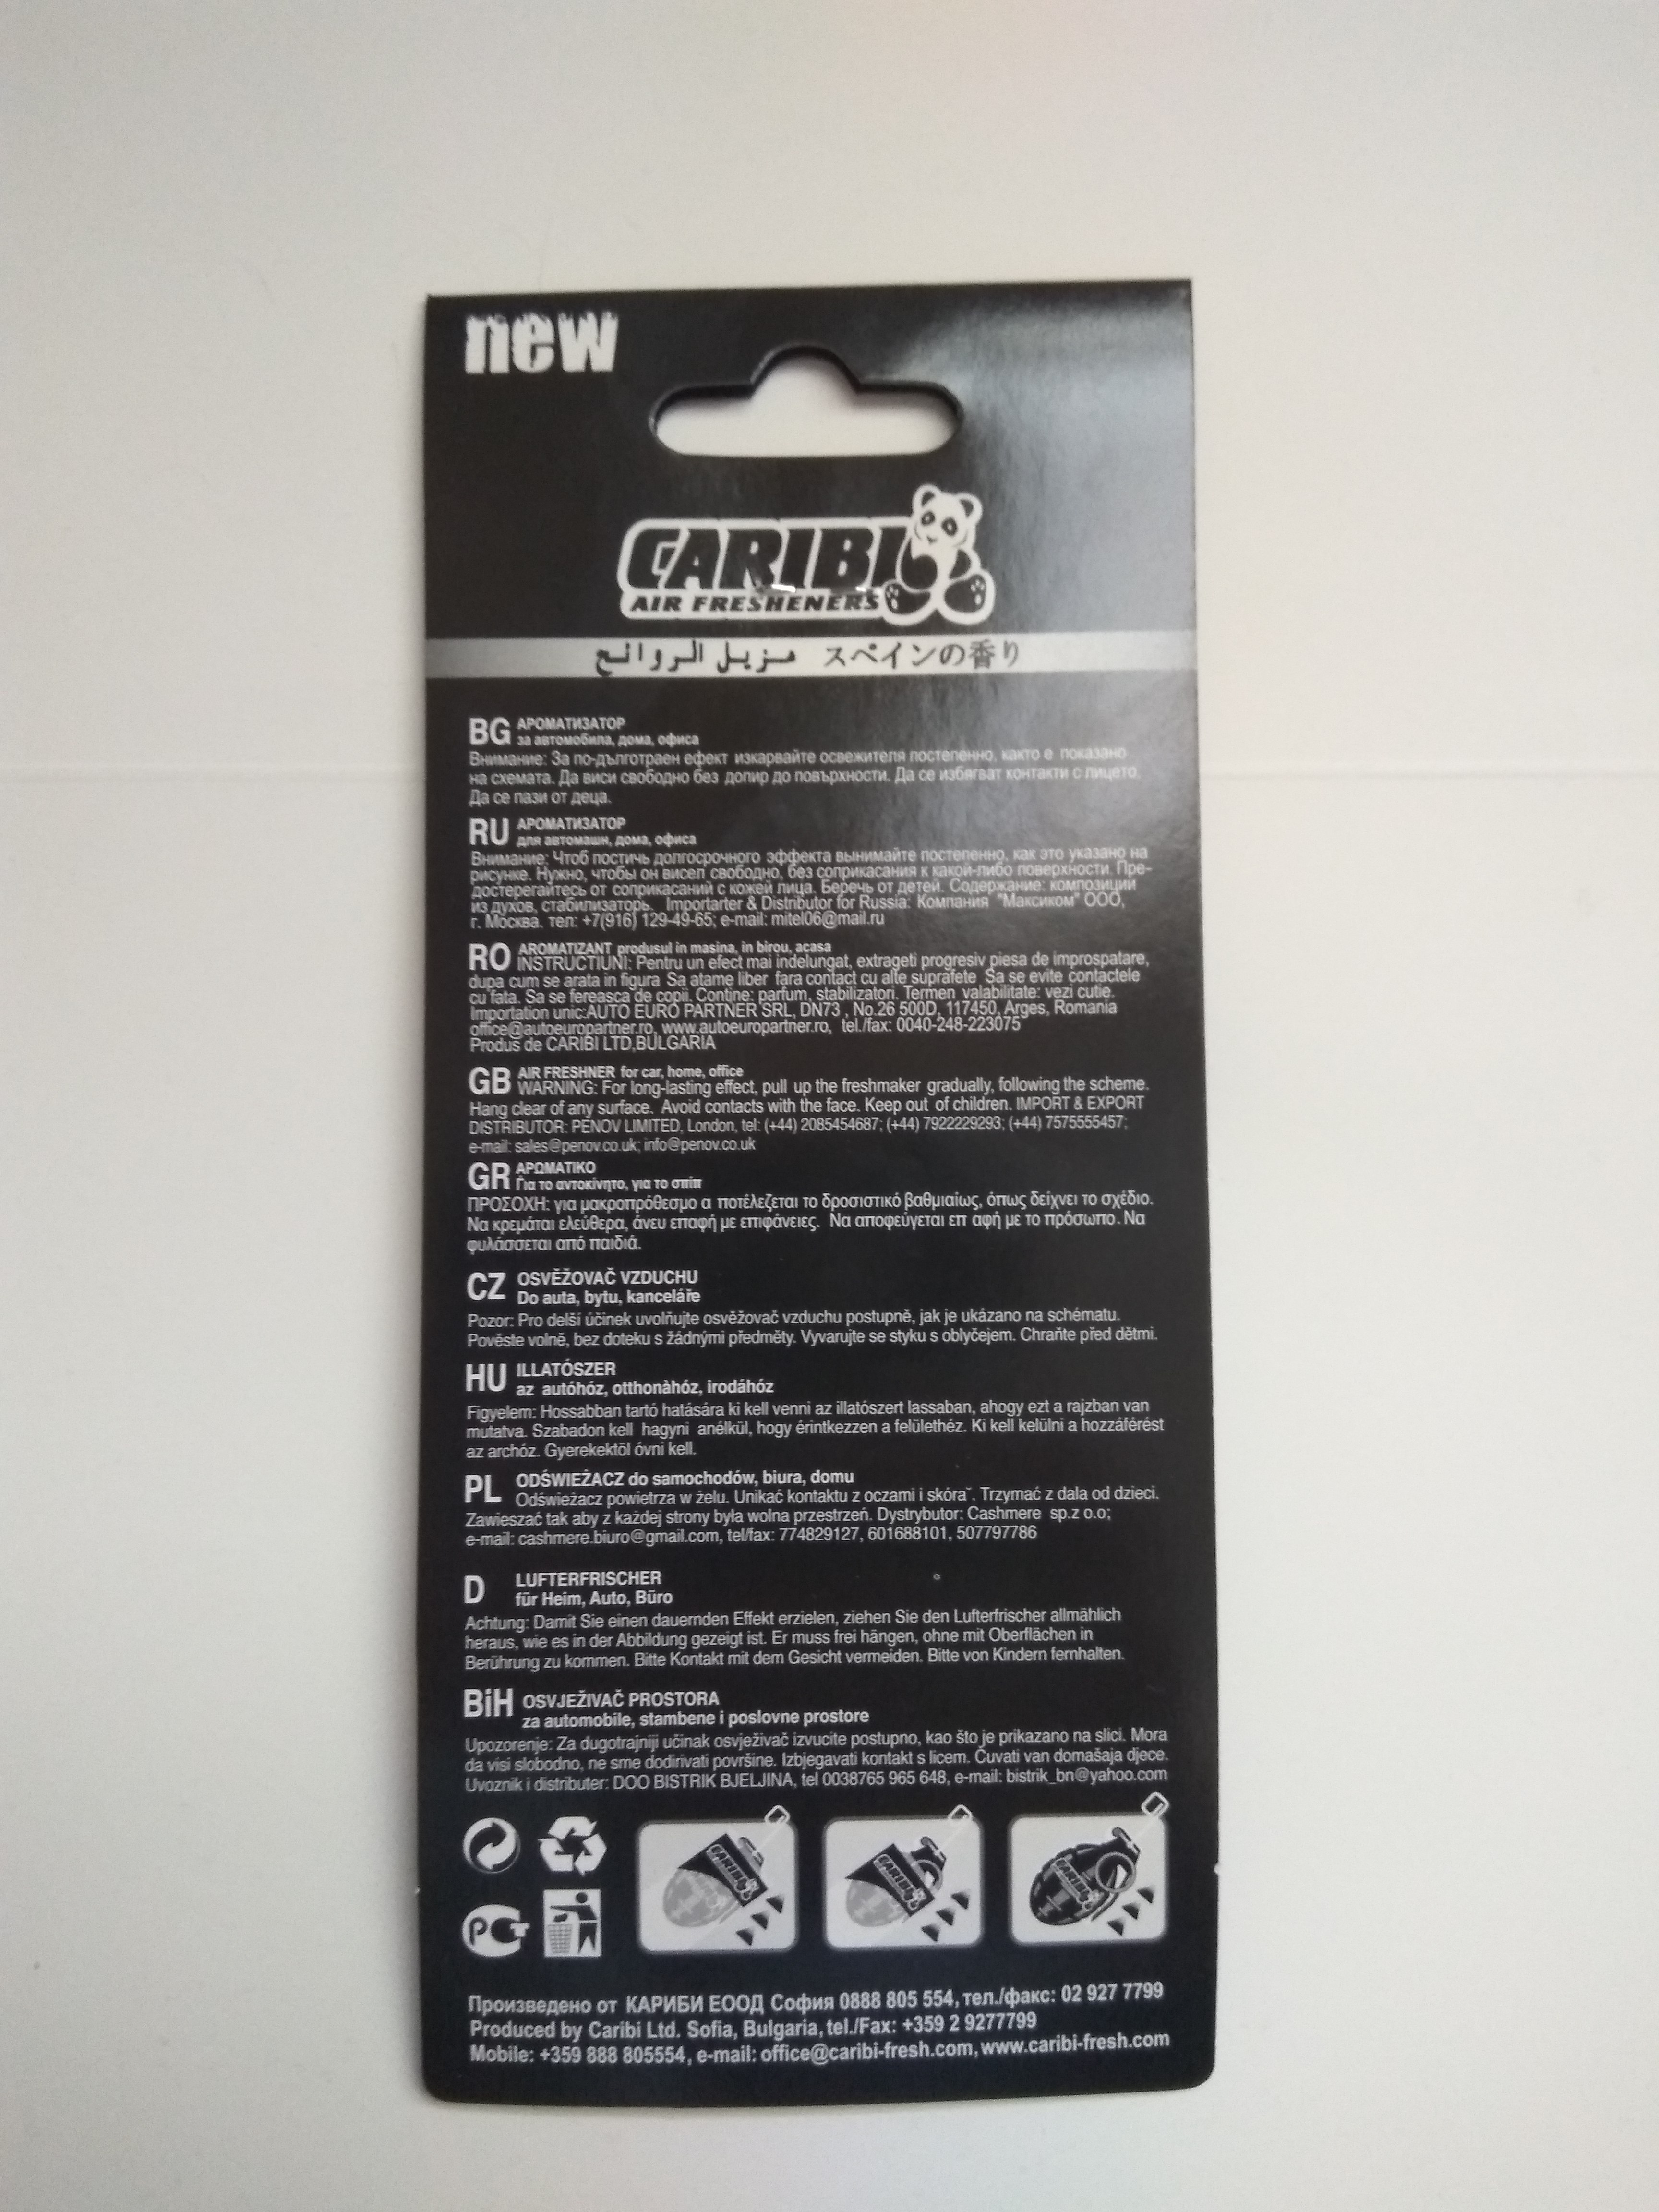 new
CARIBI
AIR FRESHENERS
مزيل الروائح スペインの香り
BG АРОМАТИЗАТОР
за автомобила, дома, офиса
Внимание: За по-дълготраен ефект изкарвайте освежителя постепенно, както е показано
на схемата. Да виси свободно без допир до повърхности. Да се избягват контакти с лицето.
Да се пази от деца.
RU АРОМАТИЗАТОР
для автомашн, дома, офиса
Внимание: Чтоб постичь долгосрочного эффекта вынимайте постепенно, как это указано на
рисунке. Нужно, чтобы он висел свободно, без соприкасания к какой-либо поверхности. Пре-
достерегайтесь от соприкасаний с кожей лица. Беречь от детей. Содержание: композиции
из духов, стабилизаторь. Importarter & Distributor for Russia: Компания "Максиком" ООО,
г. Москва. тел: +7(916) 129-49-65; e-mail: mitel06@mail.ru
RO AROMATIZANT produsul in masina, in birou, acasa
INSTRUCTIUNI: Pentru un efect mai indelungat, extrageti progresiv piesa de improspatare,
dupa cum se arata in figura Sa atame liber fara contact cu alte suprafete Sa se evite contactele
cu fata. Sa se fereasca de copii. Contine: parfum, stabilizatori. Termen valabilitate: vezi cutie.
Importation unic:AUTO EURO PARTNER SRL, DN73 , No.26 500D, 117450, Arges, Romania
office@autoeuropartner.ro, www.autoeuropartner.ro, tel./fax: 0040-248-223075
Produs de CARIBI LTD,BULGARIA
GB AIR FRESHNER for car, home, office
WARNING: For long-lasting effect, pull up the freshmaker gradually, following the scheme.
Hang clear of any surface. Avoid contacts with the face. Keep out of children. IMPORT & EXPORT
DISTRIBUTOR: PENOV LIMITED, London, tel: (+44) 2085454687; (+44) 7922229293; (+44) 7575555457;
e-mail: sales@penov.co.uk; info@penov.co.uk
GR ΑΡΩΜΑΤΙΚΟ
Για το αντοκίνητο, για το σπίπ
ΠΡΟΣΟΧΗ: για μακροπρόθεσμο α ποτέλεζεται το δροσιστικό βαθμιαίως, όπως δείχνει το σχέδιο.
Να κρεμάται ελεύθερα, άνευ επαφή με επιφάνειες. Να αποφεύγεται επ αφή με το πρόσωπο. Να
φυλάσσεται από παιδιά.
CZ OSVĚŽOVAČ VZDUCHU
Do auta, bytu, kanceláře
Pozor: Pro delší účinek uvolňujte osvěžovač vzduchu postupně, jak je ukázano na schématu.
Pověste volně, bez doteku s žádnými předměty. Vyvarujte se styku s oblyčejem. Chraňte před dětmi.
HU ILLATÓSZER
az autóhóz, otthonàhóz, irodáhóz
Figyelem: Hossabban tartó hatására ki kell venni az illatószert lassaban, ahogy ezt a rajzban van
mutatva. Szabadon kell hagyni anélkül, hogy érintkezzen a felülethéz. Ki kell kelülni a hozzáférést
az archóz. Gyerekektöl óvni kell.
PL ODŚWIEŻACZ do samochodów, biura, domu
Odświeżacz powietrza w żelu. Unikać kontaktu z oczami i skóra˘. Trzymać z dala od dzieci.
Zawieszać tak aby z każdej strony była wolna przestrzeń. Dystrybutor: Cashmere sp.z o.o;
e-mail: cashmere.biuro@gmail.com, tel/fax: 774829127, 601688101, 507797786
D LUFTERFRISCHER
für Heim, Auto, Büro
Achtung: Damit Sie einen dauernden Effekt erzielen, ziehen Sie den Lufterfrischer allmählich
heraus, wie es in der Abbildung gezeigt ist. Er muss frei hängen, ohne mit Oberflächen in
Berührung zu kommen. Bitte Kontakt mit dem Gesicht vermeiden. Bitte von Kindern fernhalten.
BiH OSVJEŽIVAČ PROSTORA
za automobile, stambene i poslovne prostore
Upozorenje: Za dugotrajniji učinak osvježivač izvucite postupno, kao što je prikazano na slici. Mora
da visi slobodno, ne sme dodirivati površine. Izbjegavati kontakt s licem. Čuvati van domašaja djece.
Uvoznik i distributer: DOO BISTRIK BJELJINA, tel 0038765 965 648, e-mail: bistrik_bn@yahoo.com
CARIBI CARIBI CARIBI
РСТ
Произведено от КАРИБИ ЕООД София 0888 805 554, тел./факс: 02 927 7799
Produced by Caribi Ltd. Sofia, Bulgaria, tel./Fax: +359 2 9277799
Mobile: +359 888 805554, e-mail: office@caribi-fresh.com, www.caribi-fresh.com